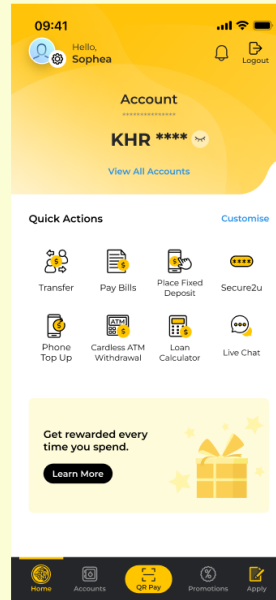 09:41
Hello,
Sophea
Logout
Account
KHR ****
View All Accounts
Quick Actions
Customise
Transfer
Pay Bills
Place Fixed
Deposit
Secure2u
Phone
Top Up
ATM
Cardless ATM
Withdrawal
Loan
Calculator
Live Chat
Get rewarded every
time you spend.
Learn More
Home
Accounts
QR Pay
Promotions
Apply